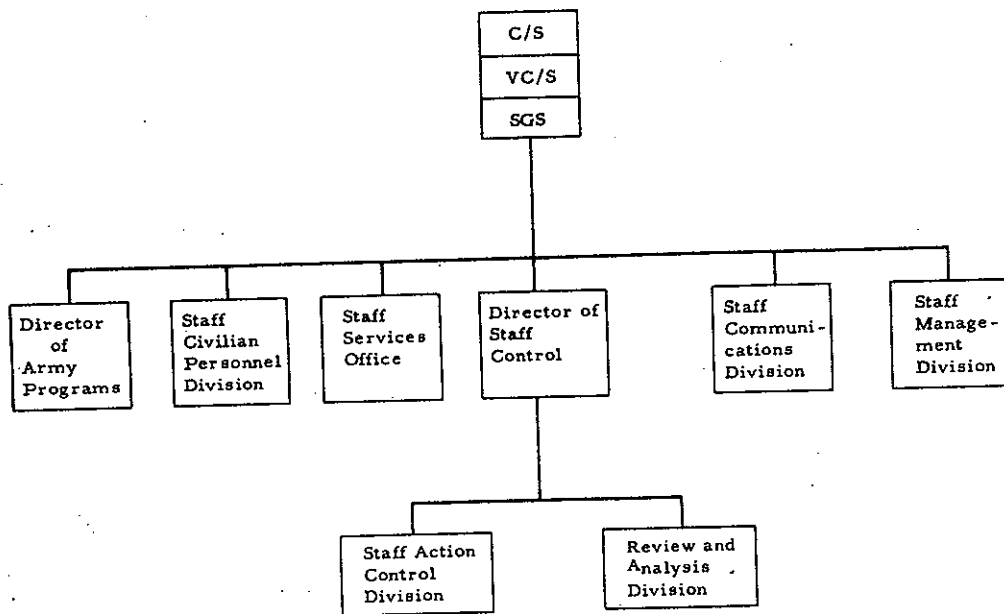 C/S
VC/S
SGS
Director
of
Army
Programs
Staff
Civilian
Personnel
Division
Staff
Services
Office
Director of
Staff
Control
Staff
Communi-
cations
Division
Staff
Manage-
ment
Division
Staff Action
Control
Division
Review and
Analysis
Division